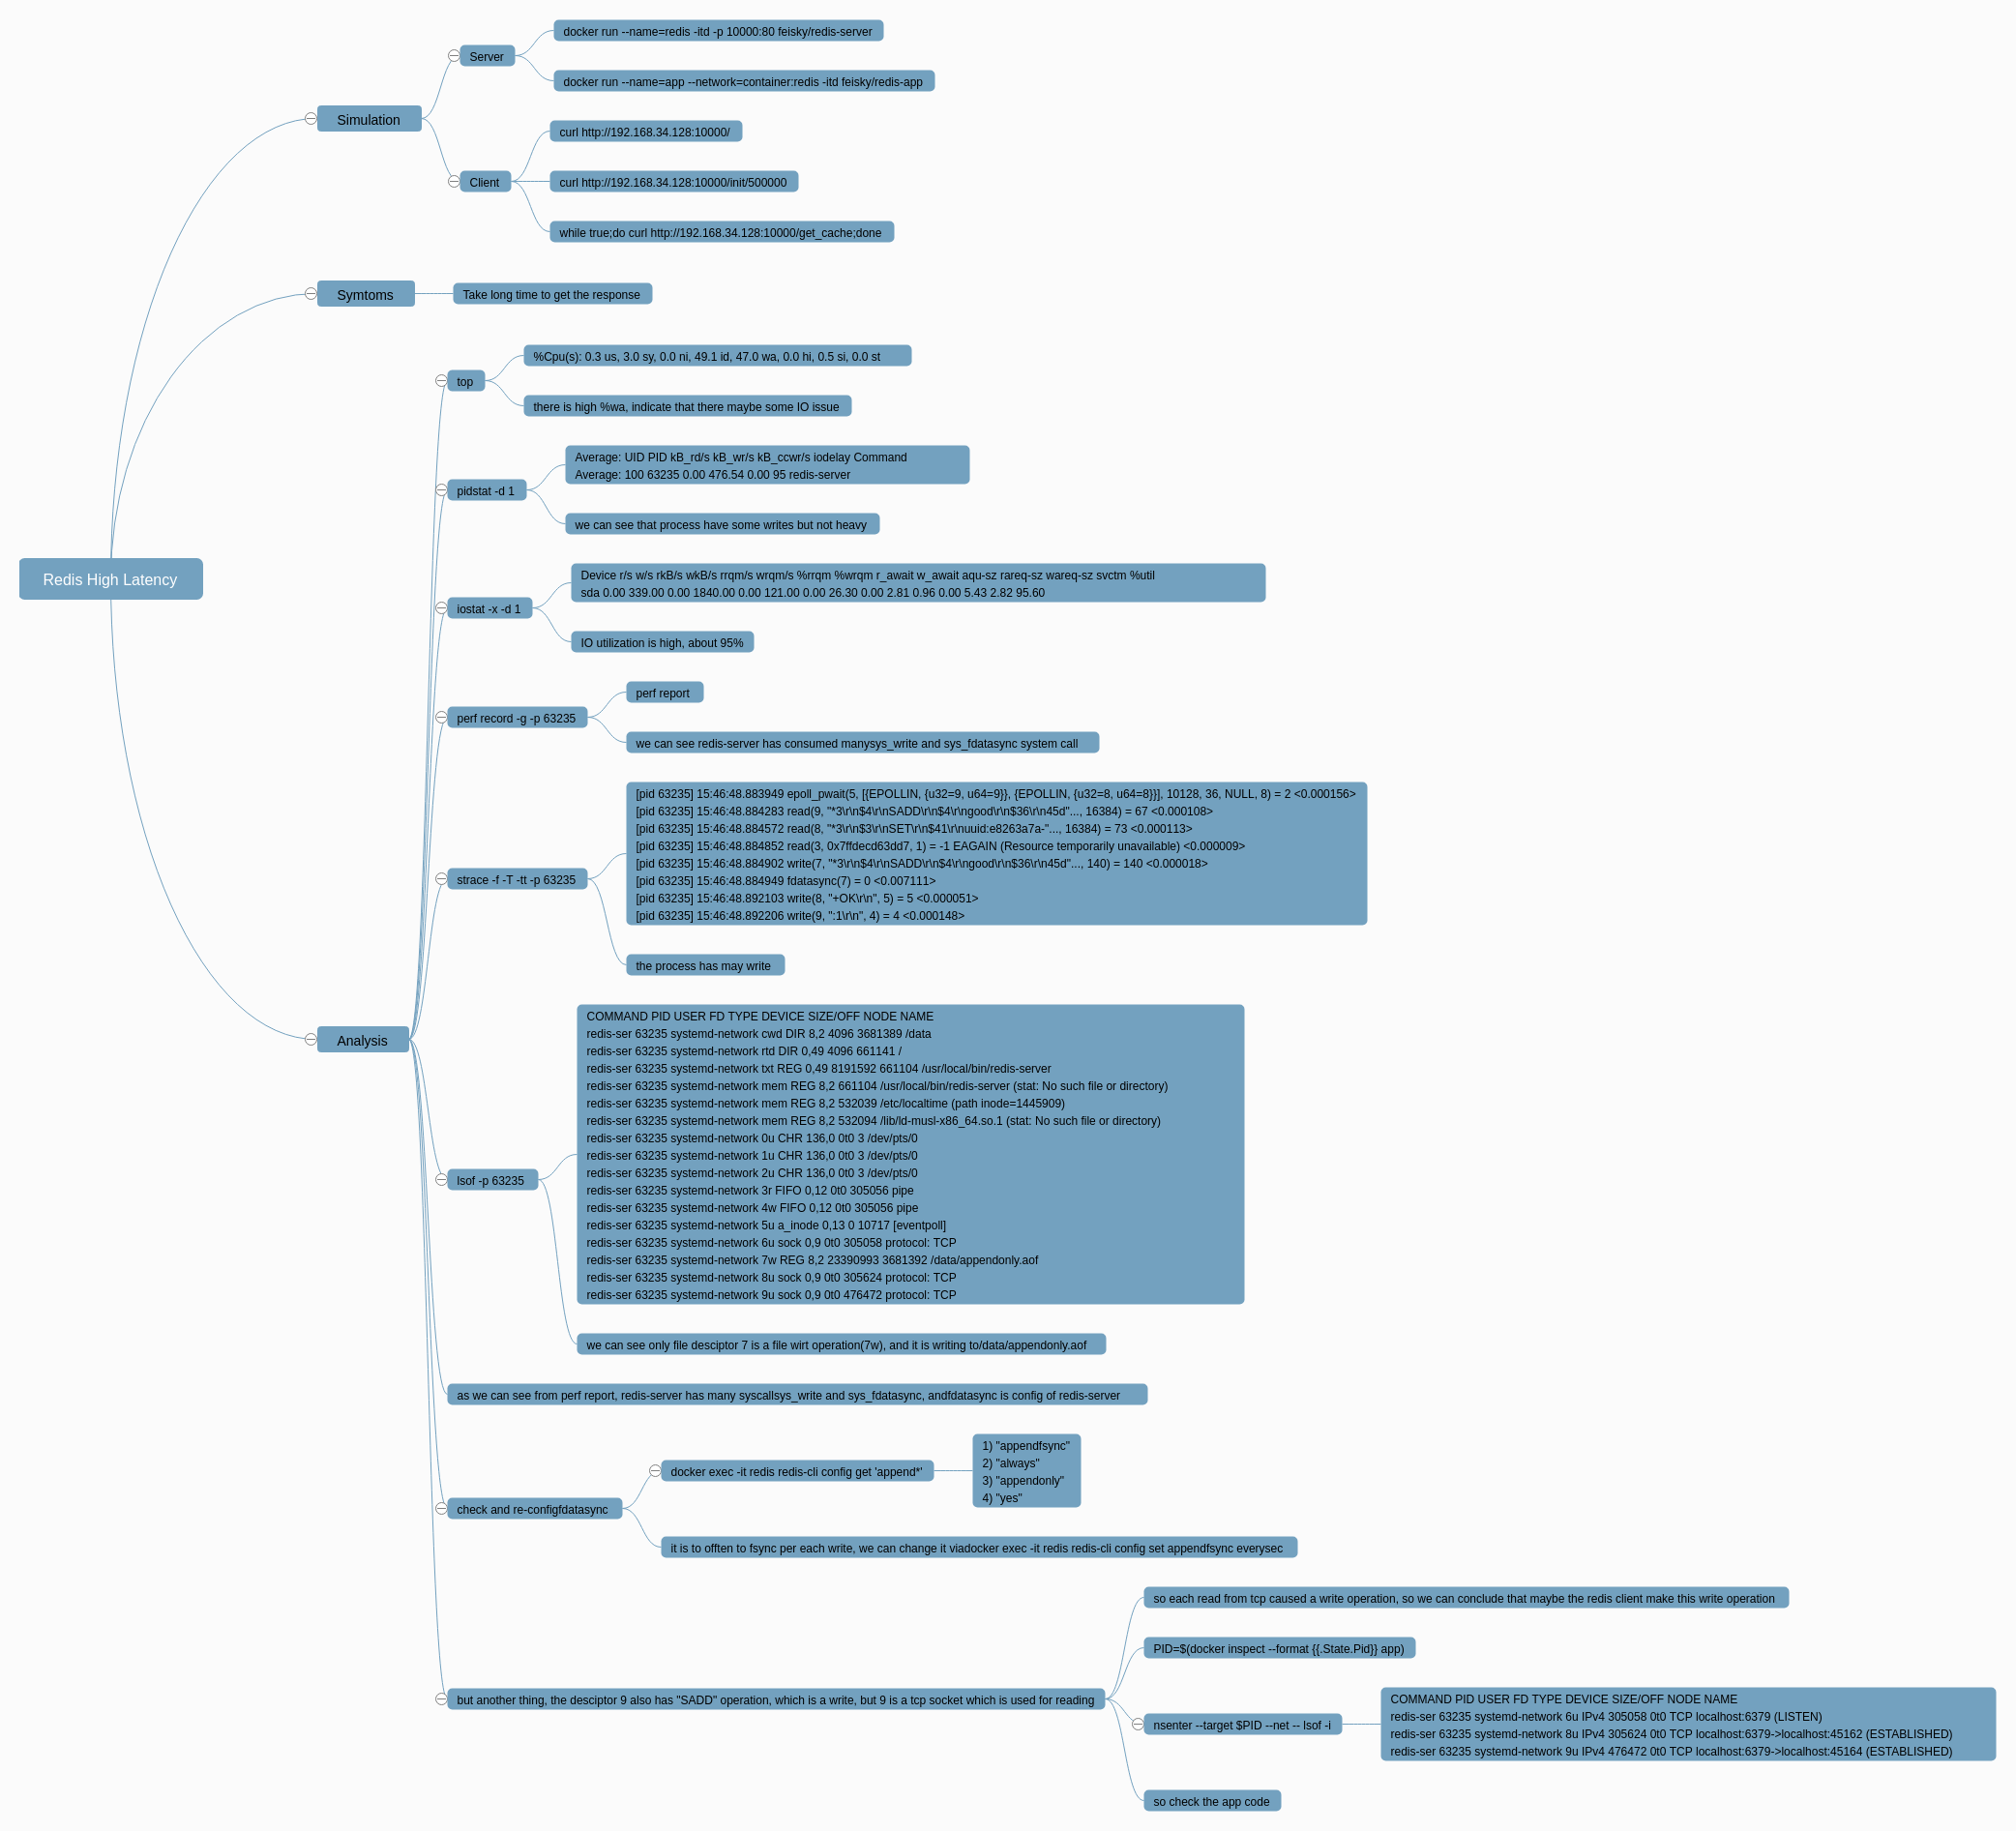 Redis High Latency
Simulation
Server
docker run --name=redis -itd -p 10000:80 feisky/redis-server
docker run --name=app --network=container:redis -itd feisky/redis-app
Client
curl http://192.168.34.128:10000/
curl http://192.168.34.128:10000/init/500000
while true;do curl http://192.168.34.128:10000/get_cache;done
Symtoms
Take long time to get the response
Analysis
top
%Cpu(s): 0.3 us, 3.0 sy, 0.0 ni, 49.1 id, 47.0 wa, 0.0 hi, 0.5 si, 0.0 st
there is high %wa, indicate that there maybe some IO issue
pidstat -d 1
Average: UID PID kB_rd/s kB_wr/s kB_ccwr/s iodelay Command
Average: 100 63235 0.00 476.54 0.00 95 redis-server
we can see that process have some writes but not heavy
iostat -x -d 1
Device r/s w/s rkB/s wkB/s rrqm/s wrqm/s %rrqm %wrqm r_await w_await aqu-sz rareq-sz wareq-sz svctm %util
sda 0.00 339.00 0.00 1840.00 0.00 121.00 0.00 26.30 0.00 2.81 0.96 0.00 5.43 2.82 95.60
IO utilization is high, about 95%
perf record -g -p 63235
perf report
we can see redis-server has consumed manysys_write and sys_fdatasync system call
strace -f -T -tt -p 63235
[pid 63235] 15:46:48.883949 epoll_pwait(5, [{EPOLLIN, {u32=9, u64=9}}, {EPOLLIN, {u32=8, u64=8}}], 10128, 36, NULL, 8) = 2 <0.000156>
[pid 63235] 15:46:48.884283 read(9, "*3\r\n$4\r\nSADD\r\n$4\r\ngood\r\n$36\r\n45d"..., 16384) = 67 <0.000108>
[pid 63235] 15:46:48.884572 read(8, "*3\r\n$3\r\nSET\r\n$41\r\nuuid:e8263a7a-"..., 16384) = 73 <0.000113>
[pid 63235] 15:46:48.884852 read(3, 0x7ffdecd63dd7, 1) = -1 EAGAIN (Resource temporarily unavailable) <0.000009>
[pid 63235] 15:46:48.884902 write(7, "*3\r\n$4\r\nSADD\r\n$4\r\ngood\r\n$36\r\n45d"..., 140) = 140 <0.000018>
[pid 63235] 15:46:48.884949 fdatasync(7) = 0 <0.007111>
[pid 63235] 15:46:48.892103 write(8, "+OK\r\n", 5) = 5 <0.000051>
[pid 63235] 15:46:48.892206 write(9, ":1\r\n", 4) = 4 <0.000148>
the process has may write
lsof -p 63235
COMMAND PID USER FD TYPE DEVICE SIZE/OFF NODE NAME
redis-ser 63235 systemd-network cwd DIR 8,2 4096 3681389 /data
redis-ser 63235 systemd-network rtd DIR 0,49 4096 661141 /
redis-ser 63235 systemd-network txt REG 0,49 8191592 661104 /usr/local/bin/redis-server
redis-ser 63235 systemd-network mem REG 8,2 661104 /usr/local/bin/redis-server (stat: No such file or directory)
redis-ser 63235 systemd-network mem REG 8,2 532039 /etc/localtime (path inode=1445909)
redis-ser 63235 systemd-network mem REG 8,2 532094 /lib/ld-musl-x86_64.so.1 (stat: No such file or directory)
redis-ser 63235 systemd-network 0u CHR 136,0 0t0 3 /dev/pts/0
redis-ser 63235 systemd-network 1u CHR 136,0 0t0 3 /dev/pts/0
redis-ser 63235 systemd-network 2u CHR 136,0 0t0 3 /dev/pts/0
redis-ser 63235 systemd-network 3r FIFO 0,12 0t0 305056 pipe
redis-ser 63235 systemd-network 4w FIFO 0,12 0t0 305056 pipe
redis-ser 63235 systemd-network 5u a_inode 0,13 0 10717 [eventpoll]
redis-ser 63235 systemd-network 6u sock 0,9 0t0 305058 protocol: TCP
redis-ser 63235 systemd-network 7w REG 8,2 23390993 3681392 /data/appendonly.aof
redis-ser 63235 systemd-network 8u sock 0,9 0t0 305624 protocol: TCP
redis-ser 63235 systemd-network 9u sock 0,9 0t0 476472 protocol: TCP
we can see only file desciptor 7 is a file wirt operation(7w), and it is writing to/data/appendonly.aof
as we can see from perf report, redis-server has many syscallsys_write and sys_fdatasync, andfdatasync is config of redis-server
check and re-configfdatasync
docker exec -it redis redis-cli config get 'append*'
1) "appendfsync"
2) "always"
3) "appendonly"
4) "yes"
it is to offten to fsync per each write, we can change it viadocker exec -it redis redis-cli config set appendfsync everysec
but another thing, the desciptor 9 also has "SADD" operation, which is a write, but 9 is a tcp socket which is used for reading
so each read from tcp caused a write operation, so we can conclude that maybe the redis client make this write operation
PID=$(docker inspect --format {{.State.Pid}} app)
nsenter --target $PID --net -- lsof -i
COMMAND PID USER FD TYPE DEVICE SIZE/OFF NODE NAME
redis-ser 63235 systemd-network 6u IPv4 305058 0t0 TCP localhost:6379 (LISTEN)
redis-ser 63235 systemd-network 8u IPv4 305624 0t0 TCP localhost:6379->localhost:45162 (ESTABLISHED)
redis-ser 63235 systemd-network 9u IPv4 476472 0t0 TCP localhost:6379->localhost:45164 (ESTABLISHED)
so check the app code